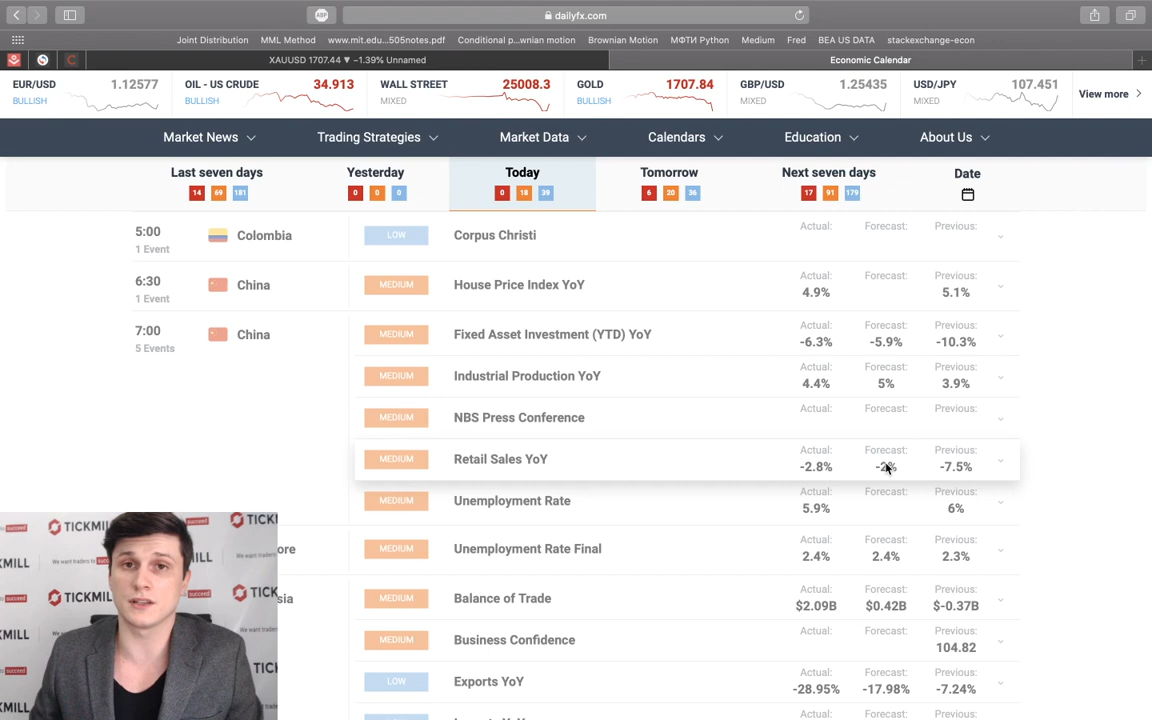 ABP
dailyfx.com
Joint Distribution MML Method www.mit.edu...505notes.pdf Conditional p...wnian motion Brownian Motion МФТИ Python Medium Fred BEA US DATA stackexchange-econ
XAUUSD 1707.44 ▼ −1.39% Unnamed
Economic Calendar
EUR/USD 1.12577 BULLISH
OIL - US CRUDE 34.913 BULLISH
WALL STREET 25008.3 MIXED
GOLD 1707.84 BULLISH
GBP/USD 1.25435 MIXED
USD/JPY 107.451 MIXED
View more
Market News Trading Strategies Market Data Calendars Education About Us
Last seven days Yesterday Today Tomorrow Next seven days Date
14 69 181 0 0 0 0 18 39 6 20 36 17 91 179
5:00 Colombia LOW Corpus Christi Actual: Forecast: Previous:
1 Event
6:30 China MEDIUM House Price Index YoY Actual: Forecast: Previous:
1 Event 4.9% 5.1%
7:00 China MEDIUM Fixed Asset Investment (YTD) YoY Actual: Forecast: Previous:
5 Events -6.3% -5.9% -10.3%
MEDIUM Industrial Production YoY Actual: Forecast: Previous:
4.4% 5% 3.9%
MEDIUM NBS Press Conference Actual: Forecast: Previous:
MEDIUM Retail Sales YoY Actual: Forecast: Previous:
-2.8% -2% -7.5%
MEDIUM Unemployment Rate Actual: Forecast: Previous:
5.9% 6%
ore MEDIUM Unemployment Rate Final Actual: Forecast: Previous:
2.4% 2.4% 2.3%
sia MEDIUM Balance of Trade Actual: Forecast: Previous:
$2.09B $0.42B $-0.37B
MEDIUM Business Confidence Actual: Forecast: Previous:
104.82
LOW Exports YoY Actual: Forecast: Previous:
-28.95% -17.98% -7.24%
Actual: Forecast: Previous:
TICKMILL
We want traders to succeed